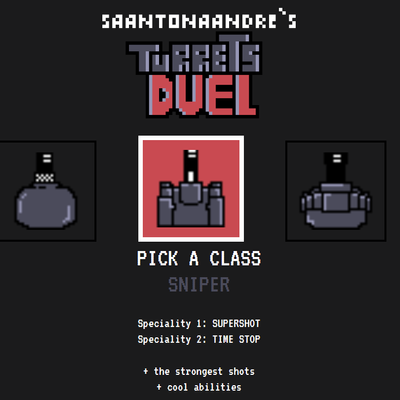 SAANTONAANDRE`S
TURRETS
DUEL
PICK A CLASS
SNIPER
Speciality 1: SUPERSHOT
Speciality 2: TIME STOP
+ the strongest shots
+ cool abilities